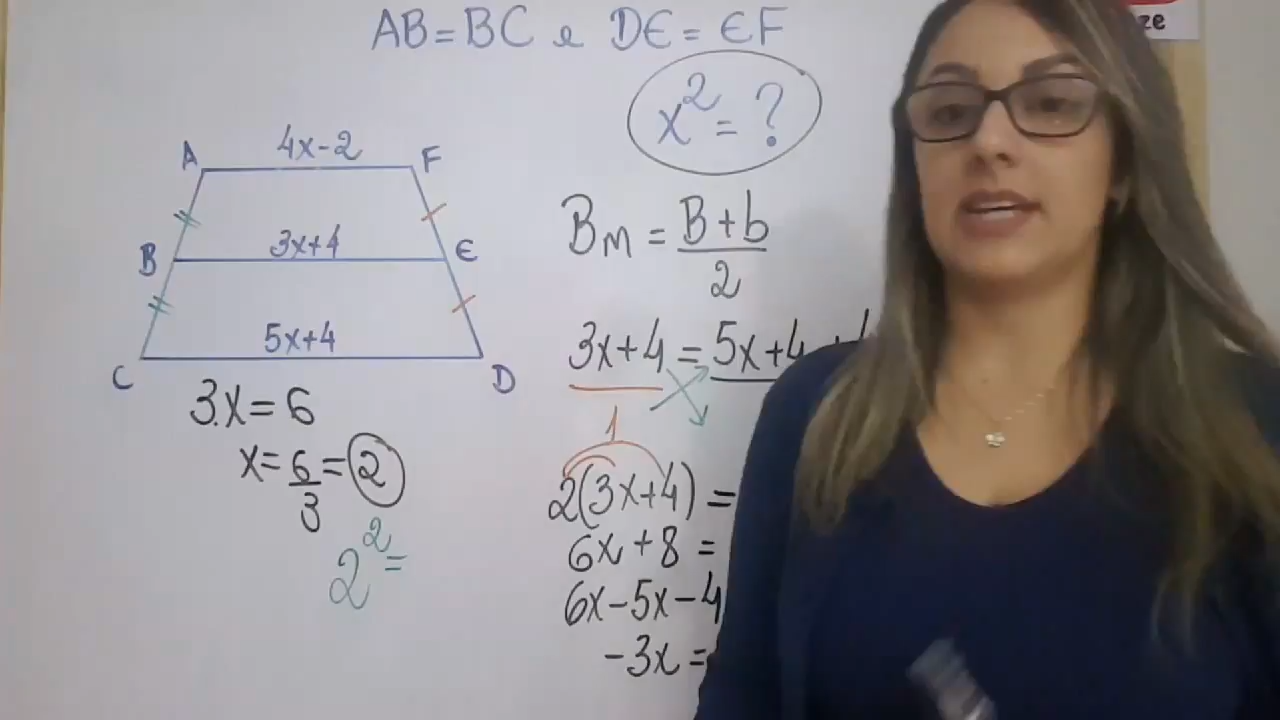 ze
AB=BC e DE=EF
x²=?
4x-2
A F
B 3x+4 E
5x+4
C D
3x=6
x=6/3=2
2²=
BM=B+b/2
3x+4=5x+4
1
2(3x+4)=
6x+8=
6x-5x-4
-3x=